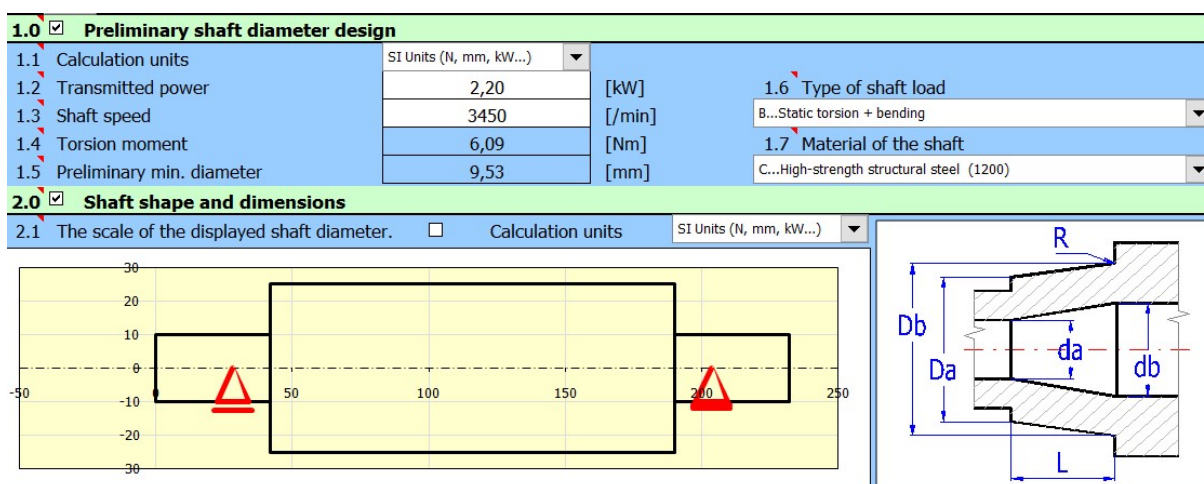 1.0 Preliminary shaft diameter design
1.1 Calculation units SI Units (N, mm, kW...)
1.2 Transmitted power 2,20 [kW] 1.6 Type of shaft load
1.3 Shaft speed 3450 [/min] B...Static torsion + bending
1.4 Torsion moment 6,09 [Nm] 1.7 Material of the shaft
1.5 Preliminary min. diameter 9,53 [mm] C...High-strength structural steel (1200)
2.0 Shaft shape and dimensions
2.1 The scale of the displayed shaft diameter. Calculation units SI Units (N, mm, kW...)
R
30
20
10
0
-50 0 50 100 150 200 250
-10
-20
30
Db
Da
da
db
L